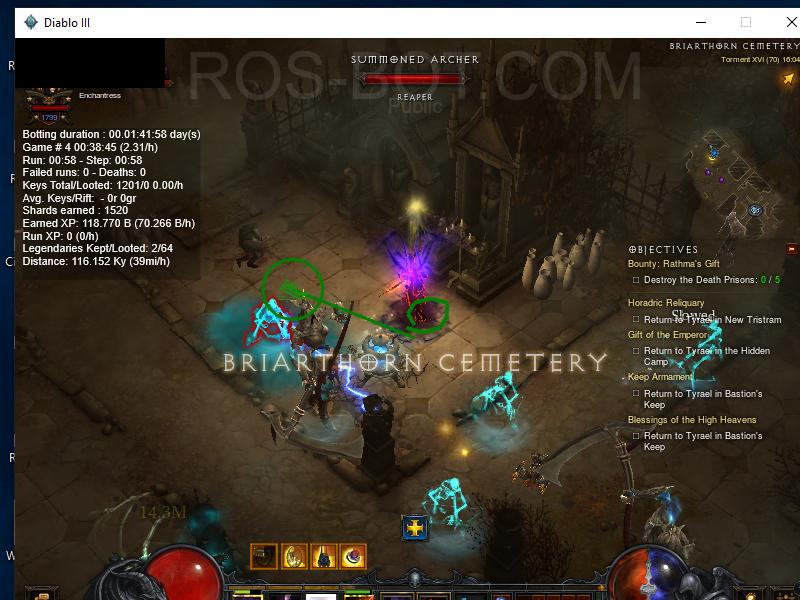 Diablo III
BRIARTHORN CEMETERY
Torment XVI (70) 16:04
ROS-BOT.COM
Public
SUMMONED ARCHER
REAPER
Enchantress
1799
Botting duration : 00.01:41:58 day(s)
Game # 4 00:38:45 (2.31/h)
Run: 00:58 - Step: 00:58
Failed runs: 0 - Deaths: 0
Keys Total/Looted: 1201/0 0.00/h
Avg. Keys/Rift: - 0r 0gr
Shards earned : 1520
Earned XP: 118.770 B (70.266 B/h)
Run XP: 0 (0/h)
Legendaries Kept/Looted: 2/64
Distance: 116.152 Ky (39mi/h)
OBJECTIVES
Bounty: Rathma's Gift
Destroy the Death Prisons: 0 / 5
Horadric Reliquary
Slowed
Return to Tyrael in New Tristram
Gift of the Emperor
Return to Tyrael in the Hidden
Camp
Keep Armament
Return to Tyrael in Bastion's
Keep
Blessings of the High Heavens
Return to Tyrael in Bastion's
Keep
BRIARTHORN CEMETERY
14.3M